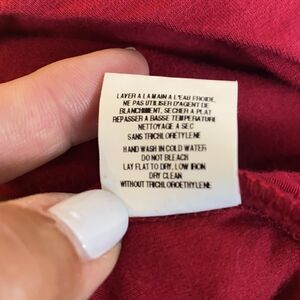 LAVER A LA MAIN A L'EAU FROIDE,
NE PAS UTILISER D'AGENT DE
BLANCHIMENT, SECHER A PLAT
REPASSER A BASSE TEMPERATURE
NETTOYAGE A SEC
SANS TRICHLORETYLENE
HAND WASH IN COLD WATER
DO NOT BLEACH
LAY FLAT TO DRY, LOW IRON
DRY CLEAN
WITHOUT TRICHLOROETHYLENE